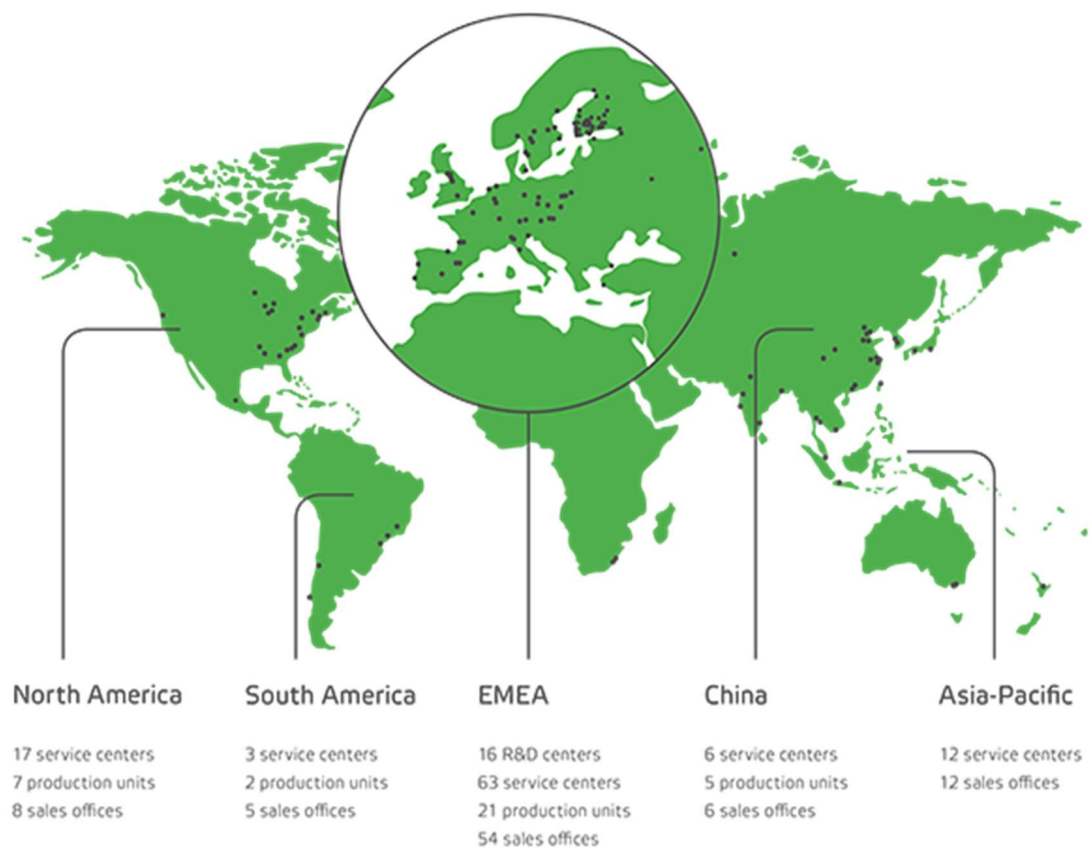 North America
17 service centers
7 production units
8 sales offices
South America
3 service centers
2 production units
5 sales offices
EMEA
16 R&D centers
63 service centers
21 production units
54 sales offices
China
6 service centers
5 production units
6 sales offices
Asia-Pacific
12 service centers
12 sales offices